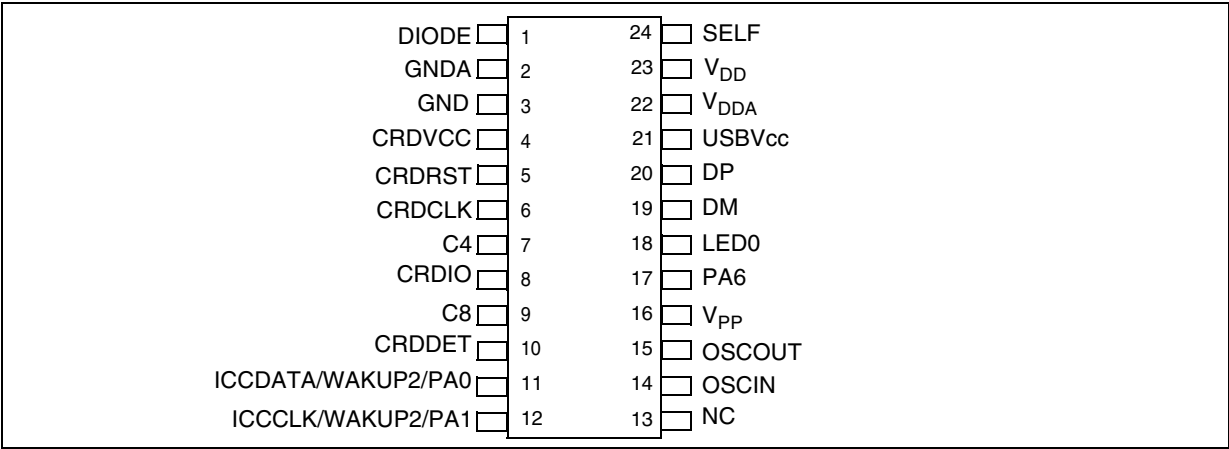 DIODE 1 24 SELF
GNDA 2 23 VDD
GND 3 22 VDDA
CRDVCC 4 21 USBVcc
CRDRST 5 20 DP
CRDCLK 6 19 DM
C4 7 18 LED0
CRDIO 8 17 PA6
C8 9 16 VPP
CRDDET 10 15 OSCOUT
ICCDATA/WAKUP2/PA0 11 14 OSCIN
ICCCLK/WAKUP2/PA1 12 13 NC